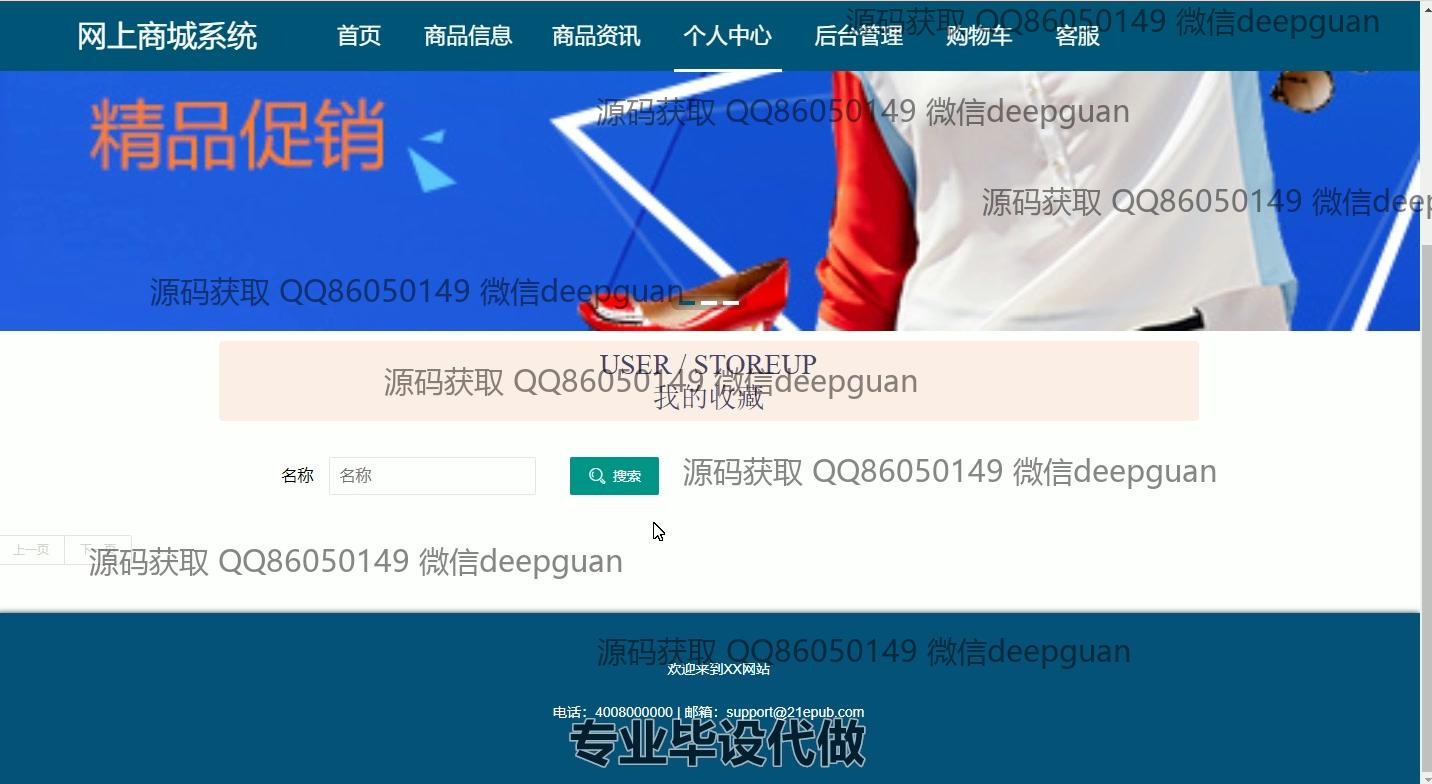 网上商城系统 首页 商品信息 商品资讯 个人中心 后台管理 购物车 客服
源码获取 QQ86050149 微信deepguan
精品促销
源码获取 QQ86050149 微信deepguan
源码获取 QQ86050149 微信deep
源码获取 QQ86050149 微信deepguan
USER / STOREUP
源码获取 QQ86050149 微信deepguan
我的收藏
名称 名称 搜索
源码获取 QQ86050149 微信deepguan
上一页 下一页
源码获取 QQ86050149 微信deepguan
源码获取 QQ86050149 微信deepguan
欢迎来到XX网站
电话：4008000000 | 邮箱：support@21epub.com
专业毕设代做